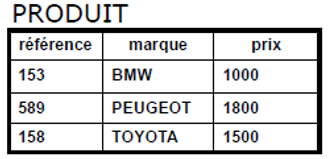 PRODUIT
référence marque prix
153 BMW 1000
589 PEUGEOT 1800
158 TOYOTA 1500